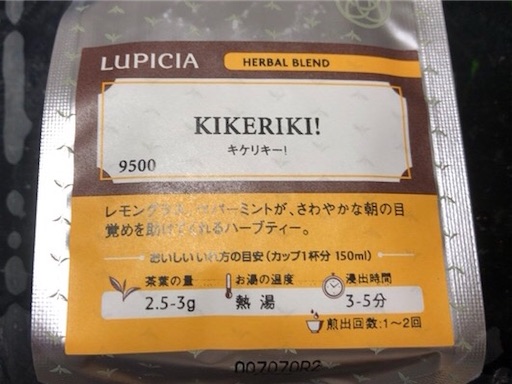 LUPICIA
HERBAL BLEND
KIKERIKI!
キケリキー!
9500
レモングラス、ペパーミントが、さわやかな朝の目
覚めを助けてくれるハーブティー。
おいしいいれ方の目安(カップ1杯分 150ml)
茶葉の量 お湯の温度 浸出時間
2.5-3g 熱湯 3-5分
煎出回数:1~2回